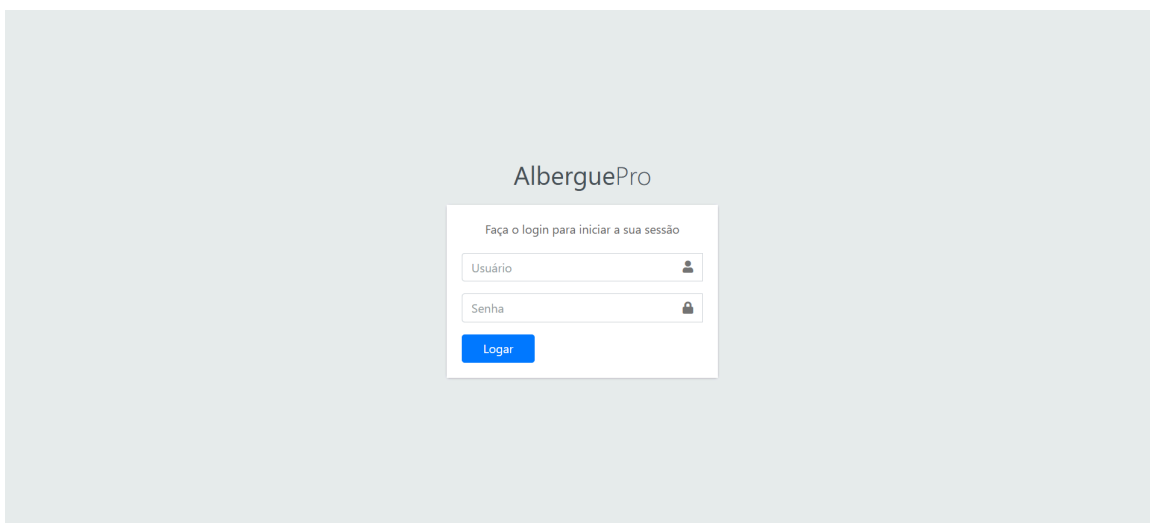 AlberguePro
Faça o login para iniciar a sua sessão
Usuário
Senha
Logar